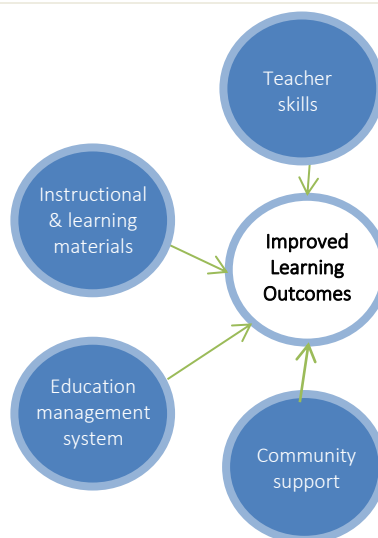 Teacher
skills
Instructional
& learning
materials
Improved
Learning
Outcomes
Education
management
system
Community
support